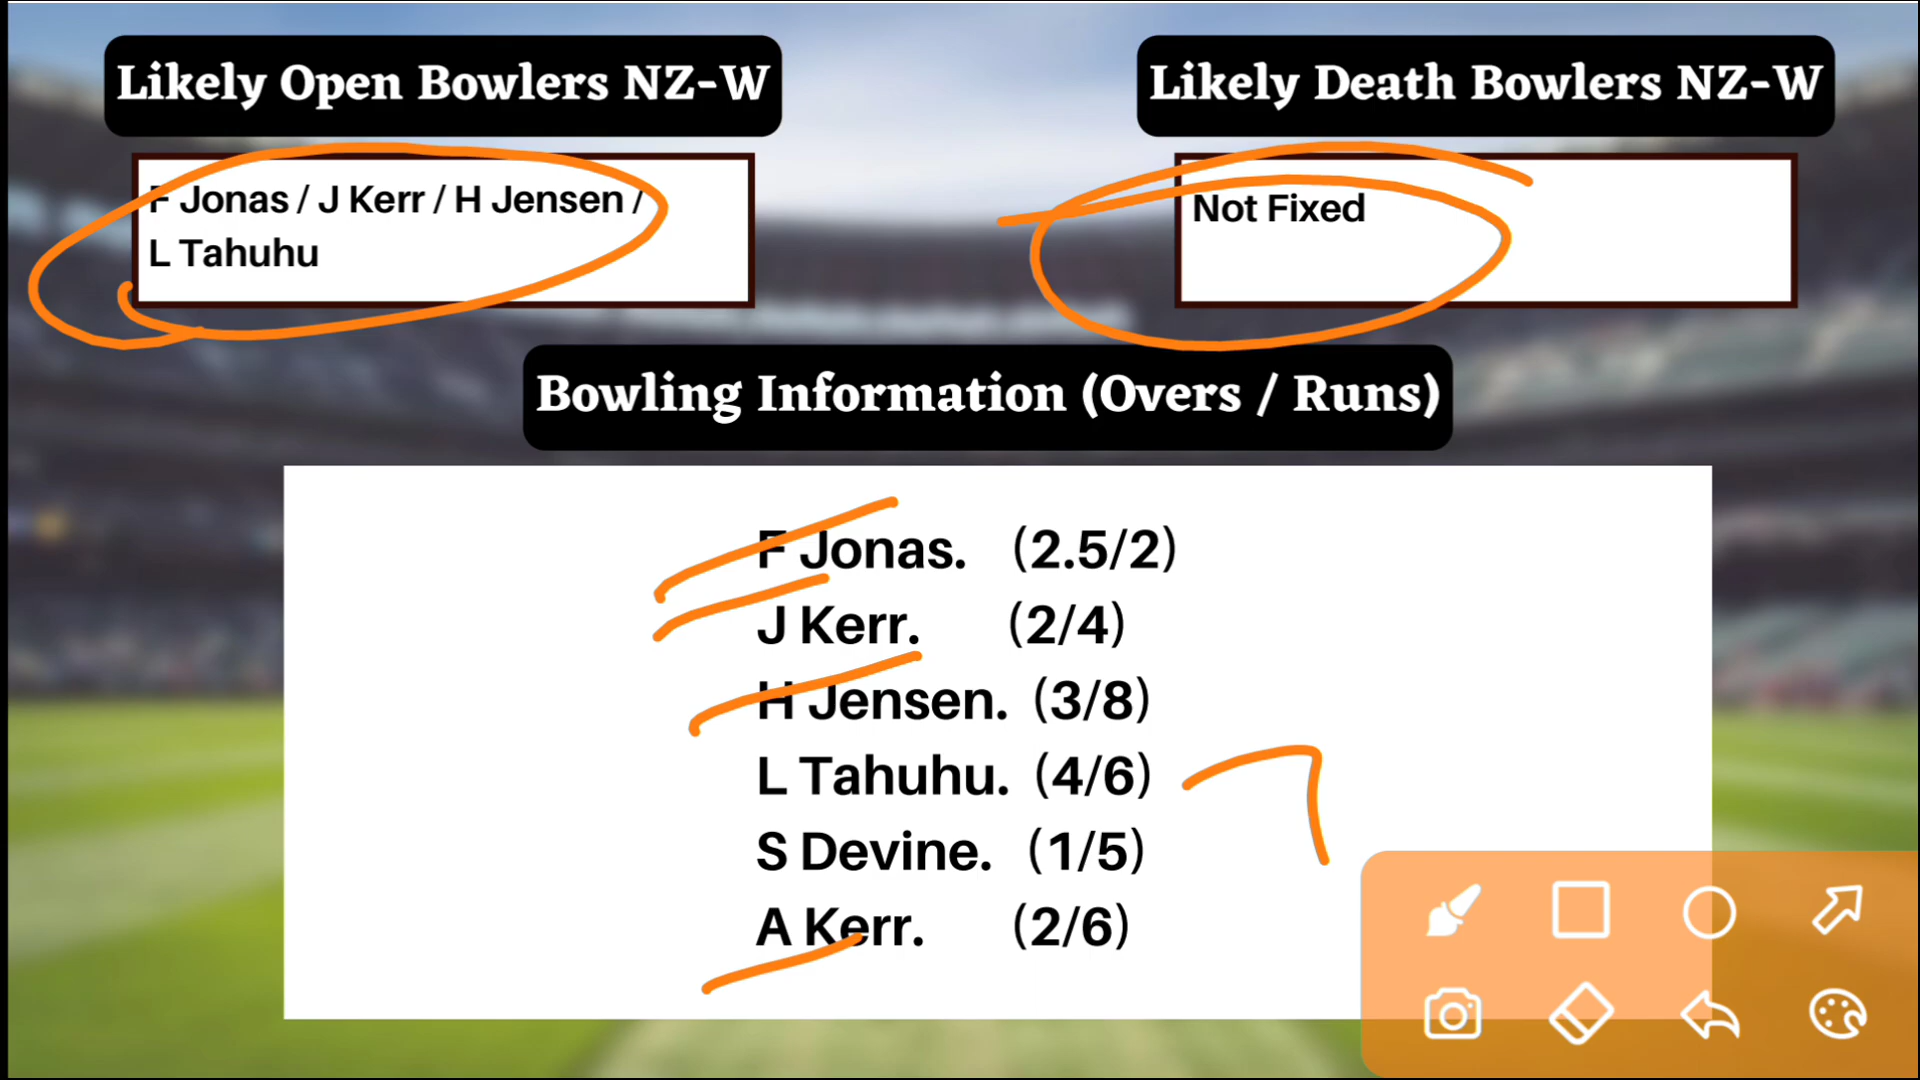 Likely Open Bowlers NZ-W
Likely Death Bowlers NZ-W
F Jonas / J Kerr / H Jensen /
L Tahuhu
Not Fixed
Bowling Information (Overs / Runs)
F Jonas. (2.5/2)
J Kerr. (2/4)
H Jensen. (3/8)
L Tahuhu. (4/6)
S Devine. (1/5)
A Kerr. (2/6)